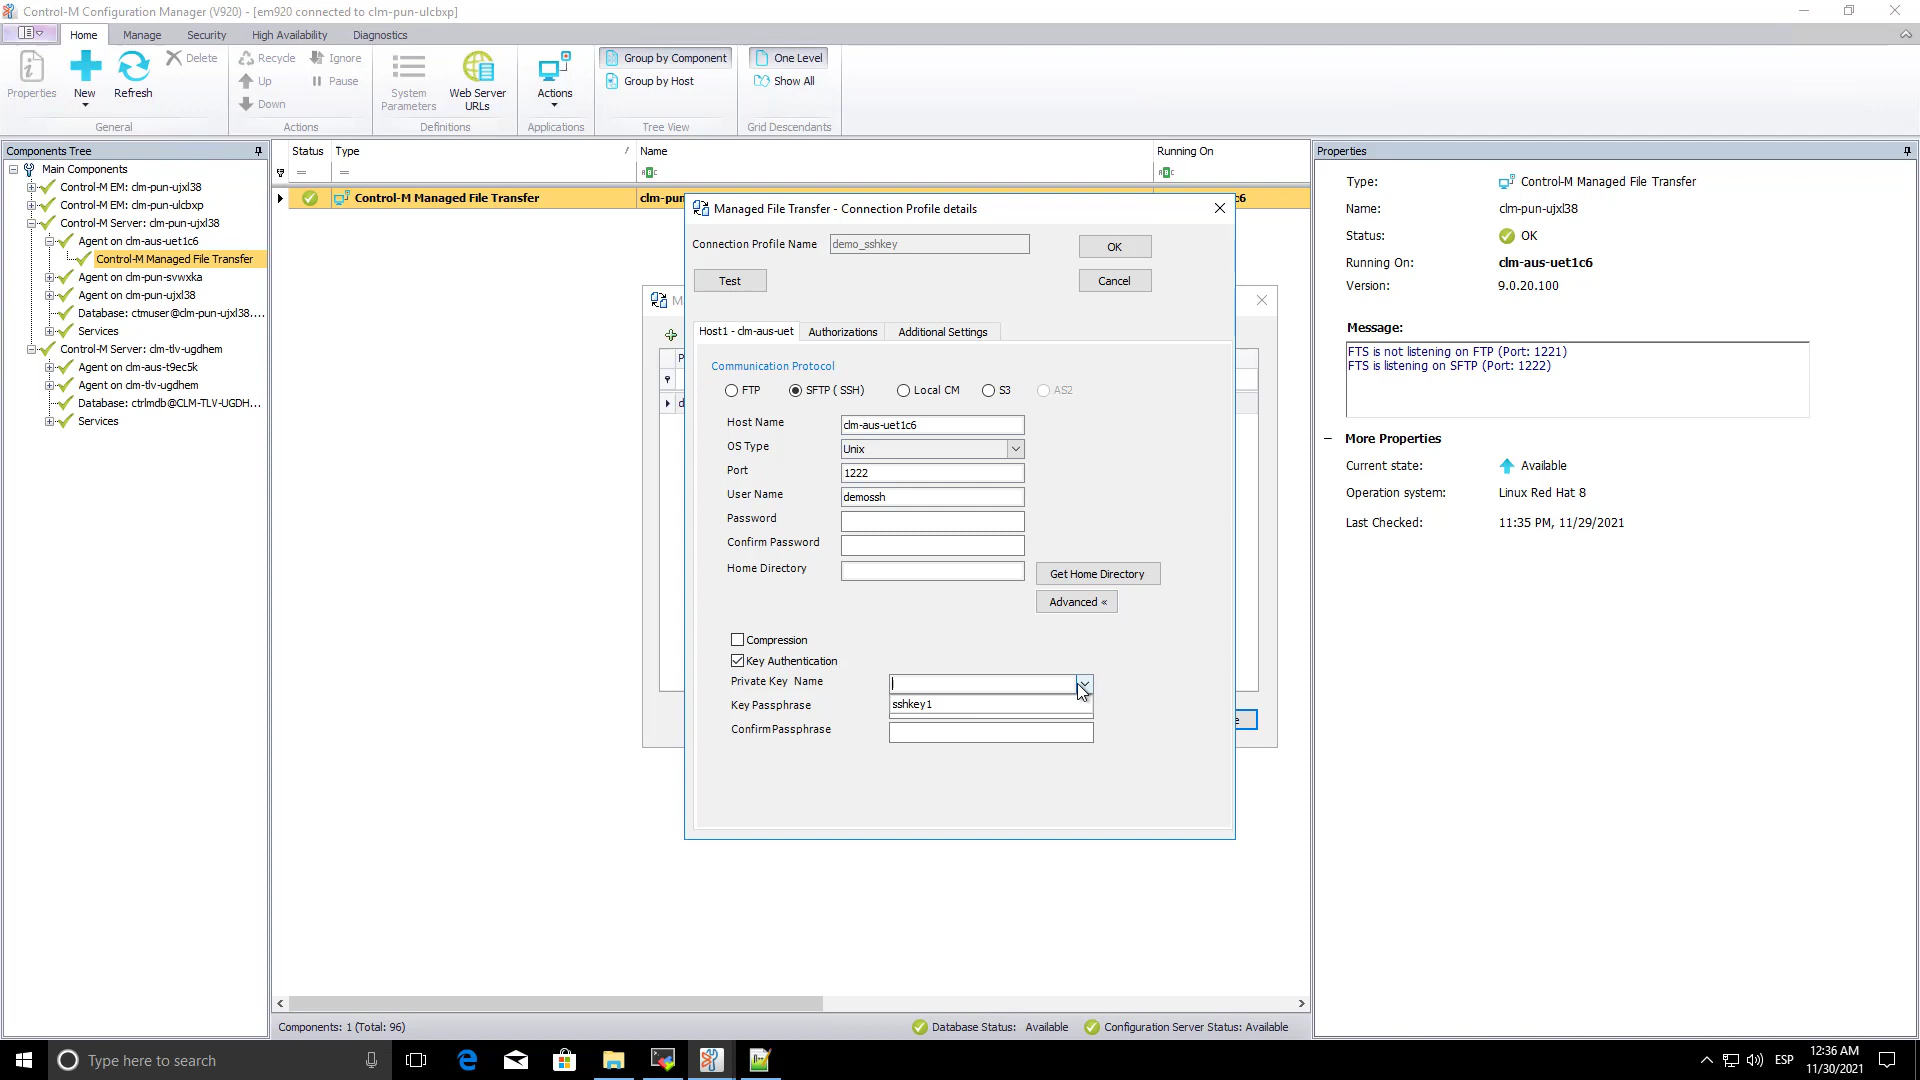 Control-M Configuration Manager (V920) - [em920 connected to clm-pun-ulcbxp]
Home Manage Security High Availability Diagnostics
Properties New Refresh Delete
General
Recycle Ignore
Up Pause
Down
Actions
System Parameters
Web Server URLs
Definitions
Actions
Applications
Group by Component
Group by Host
Tree View
One Level
Show All
Grid Descendants
Components Tree
Main Components
Control-M EM: clm-pun-ujxl38
Control-M EM: clm-pun-ulcbxp
Control-M Server: clm-pun-ujxl38
Agent on clm-aus-uet1c6
Control-M Managed File Transfer
Agent on clm-pun-svwxka
Agent on clm-pun-ujxl38
Database: ctmuser@clm-pun-ujxl38....
Services
Control-M Server: clm-tlv-ugdhem
Agent on clm-aus-t9ec5k
Agent on clm-tlv-ugdhem
Database: ctrlmdb@CLM-TLV-UGDH...
Services
Status Type / Name Running On
Control-M Managed File Transfer clm-pun c6
Managed File Transfer - Connection Profile details
Connection Profile Name demo_sshkey OK
Test Cancel
Host1 - clm-aus-uet Authorizations Additional Settings
Communication Protocol
FTP SFTP ( SSH) Local CM S3 AS2
Host Name clm-aus-uet1c6
OS Type Unix
Port 1222
User Name demossh
Password
Confirm Password
Home Directory Get Home Directory
Advanced «
Compression
Key Authentication
Private Key Name
sshkey1
Key Passphrase
ConfirmPassphrase
Components: 1 (Total: 96) Database Status: Available Configuration Server Status: Available
Properties
Type: Control-M Managed File Transfer
Name: clm-pun-ujxl38
Status: OK
Running On: clm-aus-uet1c6
Version: 9.0.20.100
Message:
FTS is not listening on FTP (Port: 1221)
FTS is listening on SFTP (Port: 1222)
More Properties
Current state: Available
Operation system: Linux Red Hat 8
Last Checked: 11:35 PM, 11/29/2021
Type here to search
ESP
12:36 AM
11/30/2021